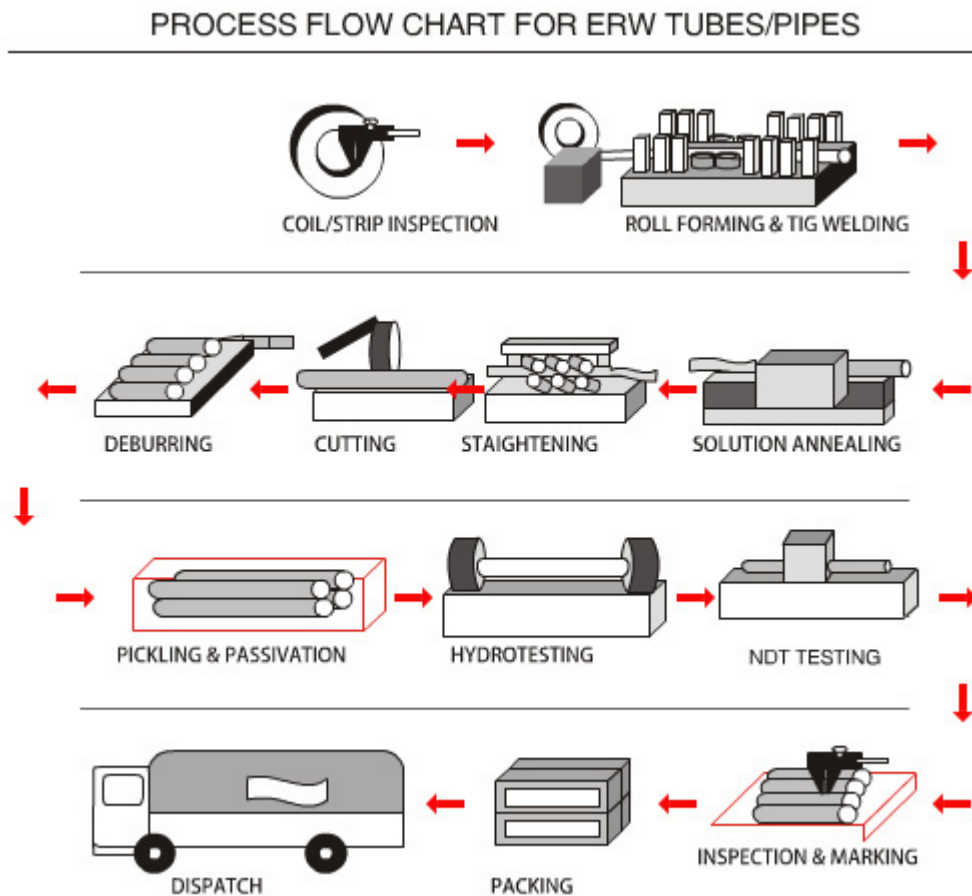 PROCESS FLOW CHART FOR ERW TUBES/PIPES
COIL/STRIP INSPECTION
ROLL FORMING & TIG WELDING
SOLUTION ANNEALING
STAIGHTENING
CUTTING
DEBURRING
PICKLING & PASSIVATION
HYDROTESTING
NDT TESTING
INSPECTION & MARKING
PACKING
DISPATCH